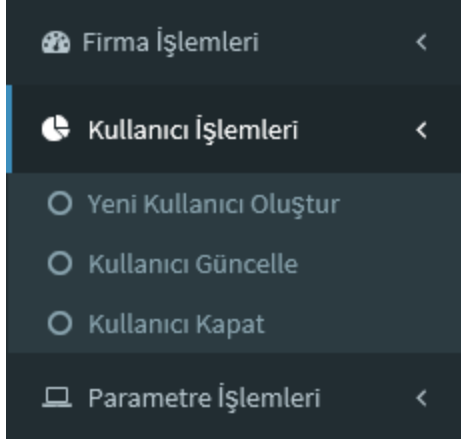 Firma İşlemleri
Kullanıcı İşlemleri
Yeni Kullanıcı Oluştur
Kullanıcı Güncelle
Kullanıcı Kapat
Parametre İşlemleri